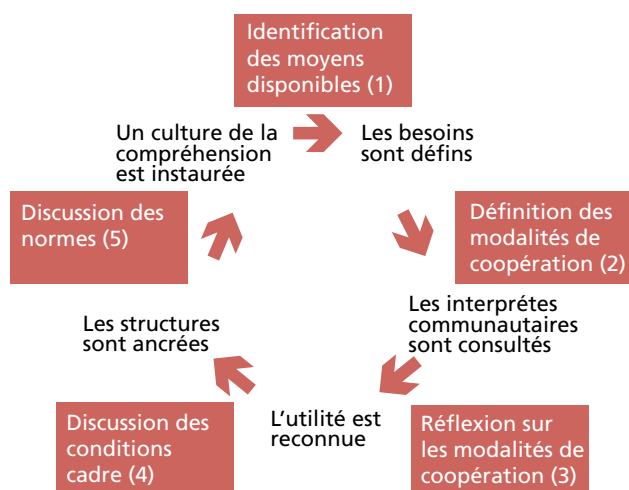 Identification
des moyens
disponibles (1)
Un culture de la
compréhension
est instaurée
Les besoins
sont défins
Discussion des
normes (5)
Définition des
modalités de
coopération (2)
Les structures
sont ancrées
Les interprétes
communautaires
sont consultés
Discussion des
conditions
cadre (4)
L’utilité est
reconnue
Réflexion sur
les modalités de
coopération (3)